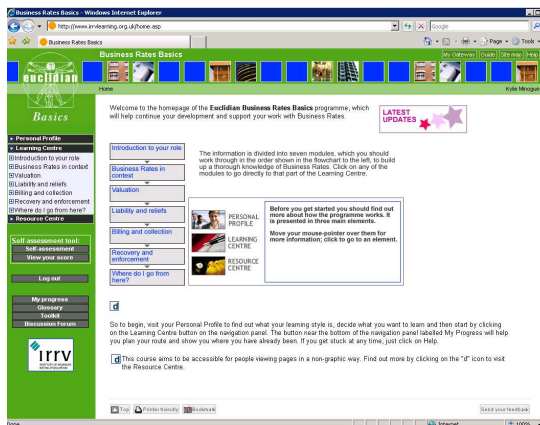 Business Rates Basics - Windows Internet Explorer
http://www.irrvlearning.org.uk/home.asp
Google
Business Rates Basics
Page
Tools
Business Rates Basics
My Gateway Guide Site map Help
euclidian
Basics
Home
Kylie Minogue
Personal Profile
Learning Centre
Introduction to your role
Business Rates in context
Valuation
Liability and reliefs
Billing and collection
Recovery and enforcement
Where do I go from here?
Resource Centre
Self-assessment tool:
Self-assessment
View your score
Log out
My progress
Glossary
Toolkit
Discussion Forum
irrv
Welcome to the homepage of the Euclidian Business Rates Basics programme, which
will help continue your development and support your work with Business Rates.
LATEST
UPDATES
Introduction to your role
Business Rates in
context
Valuation
Liability and reliefs
Billing and collection
Recovery and
enforcement
Where do I go from
here?
The information is divided into seven modules, which you should
work through in the order shown in the flowchart to the left, to build
up a thorough knowledge of Business Rates. Click on any of the
modules to go directly to that part of the Learning Centre.
PERSONAL
PROFILE
LEARNING
CENTRE
RESOURCE
CENTRE
Before you get started you should find out
more about how the programme works. It
is presented in three main elements.
Move your mouse-pointer over them for
more information; click to go to an element.
d
So to begin, visit your Personal Profile to find out what your learning style is, decide what you want to learn and then start by clicking
on the Learning Centre button on the navigation panel. The button near the bottom of the navigation panel labelled My Progress will help
you plan your route and show you where you have already been. If you get stuck at any time, just click on Help.
d This course aims to be accessible for people viewing pages in a non-graphic way. Find out more by clicking on the "d" icon to visit
the Resource Centre.
Top Printer friendly Bookmark
Send your feedback
Done
Internet
100%